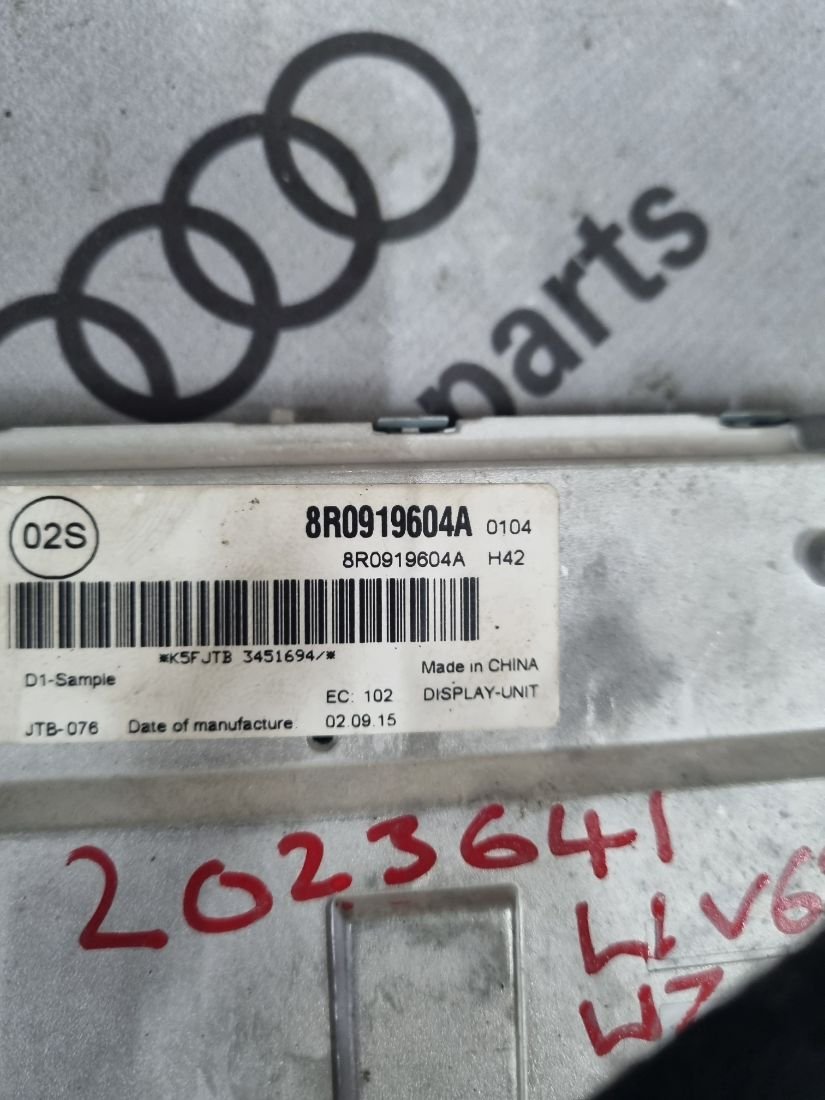 parts
02S
8R0919604A 0104
8R0919604A H42
*K5FJTB 3451694/*
D1-Sample
Made in CHINA
EC: 102 DISPLAY-UNIT
JTB-076 Date of manufacture: 02.09.15
2023641